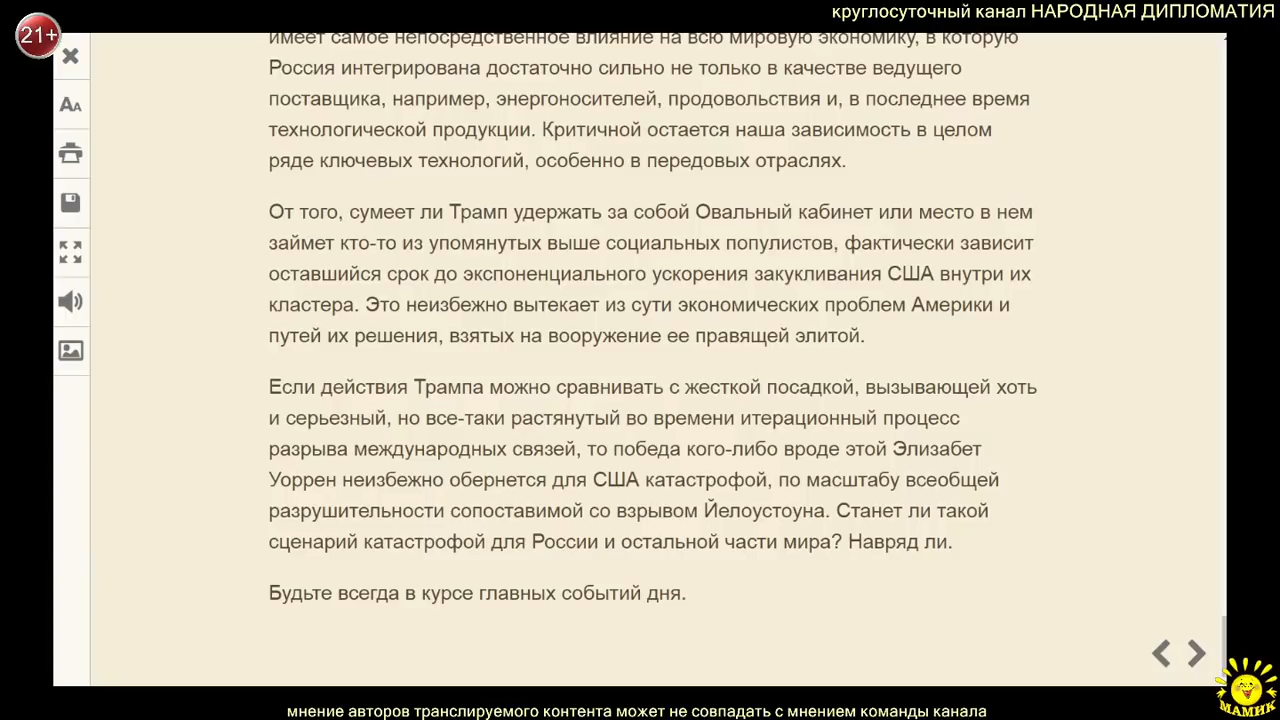 круглосуточный канал НАРОДНАЯ ДИПЛОМАТИЯ
21+
имеет самое непосредственное влияние на всю мировую экономику, в которую
Россия интегрирована достаточно сильно не только в качестве ведущего
поставщика, например, энергоносителей, продовольствия и, в последнее время
технологической продукции. Критичной остается наша зависимость в целом
ряде ключевых технологий, особенно в передовых отраслях.
От того, сумеет ли Трамп удержать за собой Овальный кабинет или место в нем
займет кто-то из упомянутых выше социальных популистов, фактически зависит
оставшийся срок до экспоненциального ускорения закукливания США внутри их
кластера. Это неизбежно вытекает из сути экономических проблем Америки и
путей их решения, взятых на вооружение ее правящей элитой.
Если действия Трампа можно сравнивать с жесткой посадкой, вызывающей хоть
и серьезный, но все-таки растянутый во времени итерационный процесс
разрыва международных связей, то победа кого-либо вроде этой Элизабет
Уоррен неизбежно обернется для США катастрофой, по масштабу всеобщей
разрушительности сопоставимой со взрывом Йелоустоуна. Станет ли такой
сценарий катастрофой для России и остальной части мира? Навряд ли.
Будьте всегда в курсе главных событий дня.
МАМИК
мнение авторов транслируемого контента может не совпадать с мнением команды канала